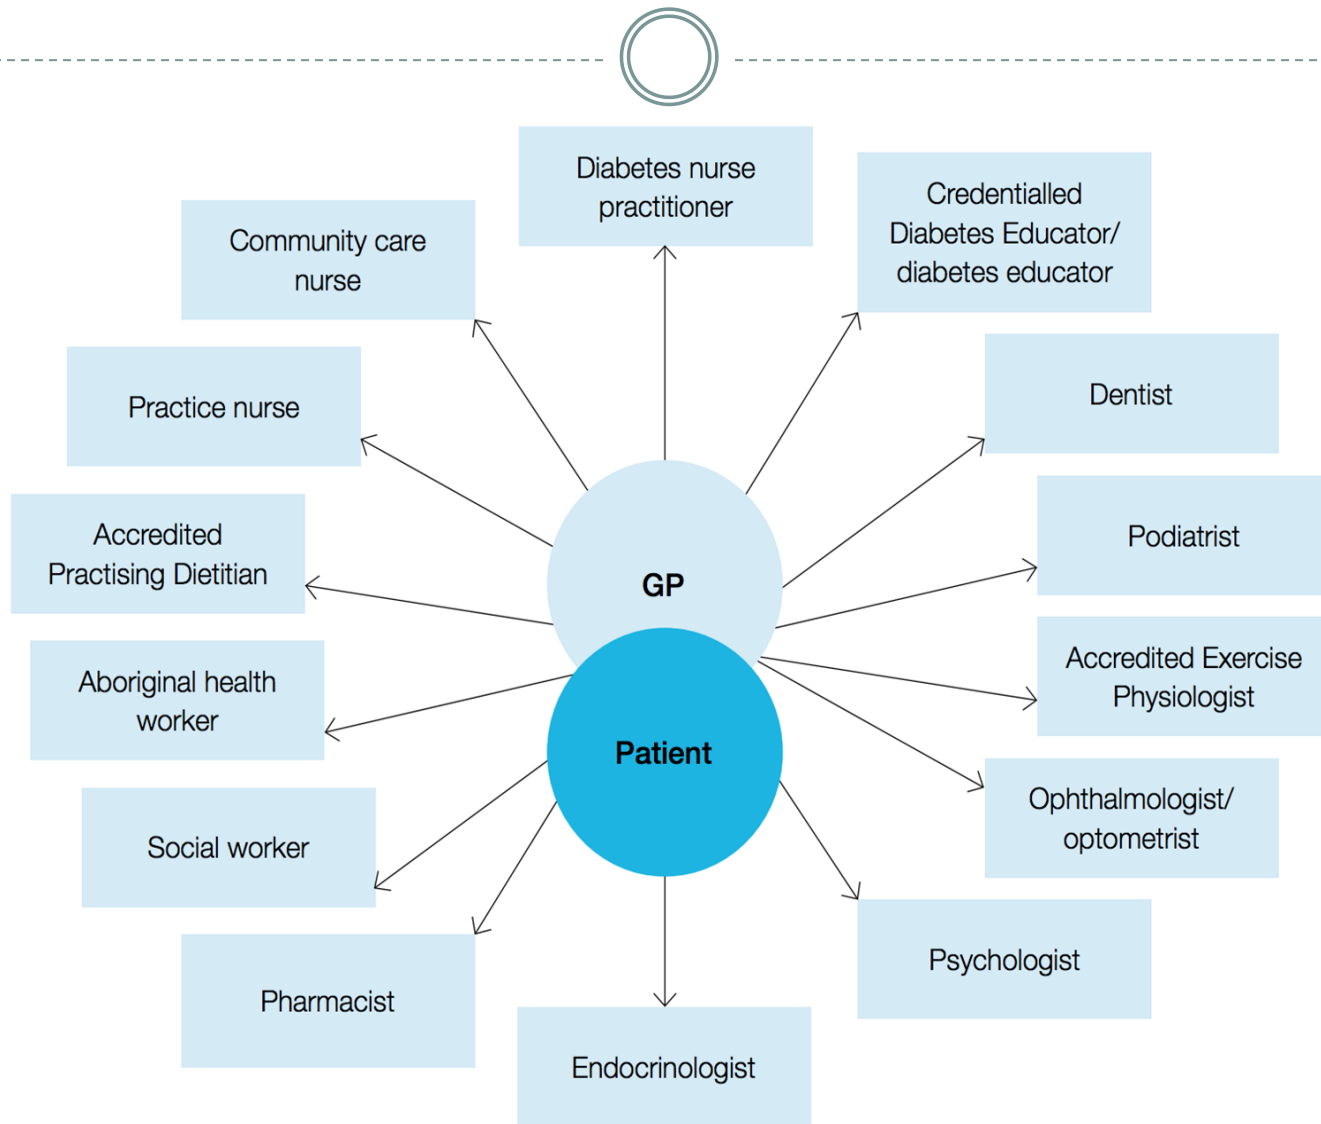 Diabetes nurse
practitioner
Credentialled
Diabetes Educator/
diabetes educator
Community care
nurse
Dentist
Practice nurse
Podiatrist
Accredited
Practising Dietitian
GP
Accredited Exercise
Physiologist
Aboriginal health
worker
Patient
Ophthalmologist/
optometrist
Social worker
Psychologist
Pharmacist
Endocrinologist